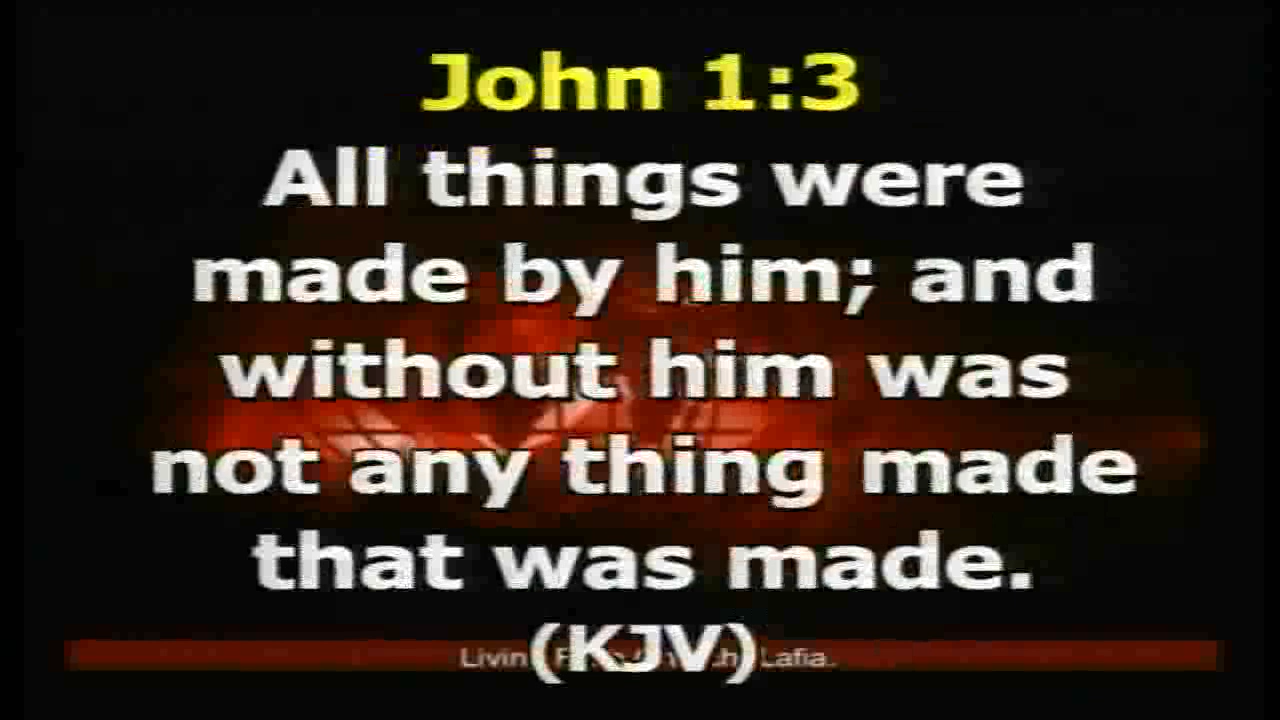 John 1:3
All things were
made by him; and
without him was
not any thing made
that was made.
(KJV)
Lafia.